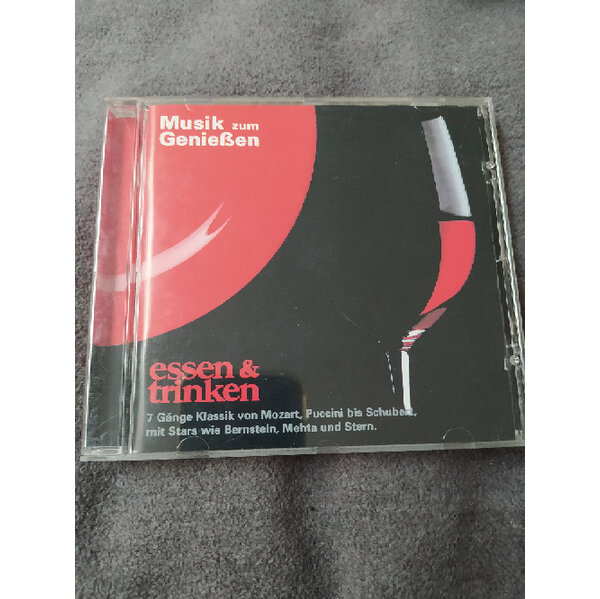 Musik zum
Genießen
essen &
trinken
7 Gänge Klassik von Mozart, Puccini bis Schubert,
mit Stars wie Bernstein, Mehta und Stern.